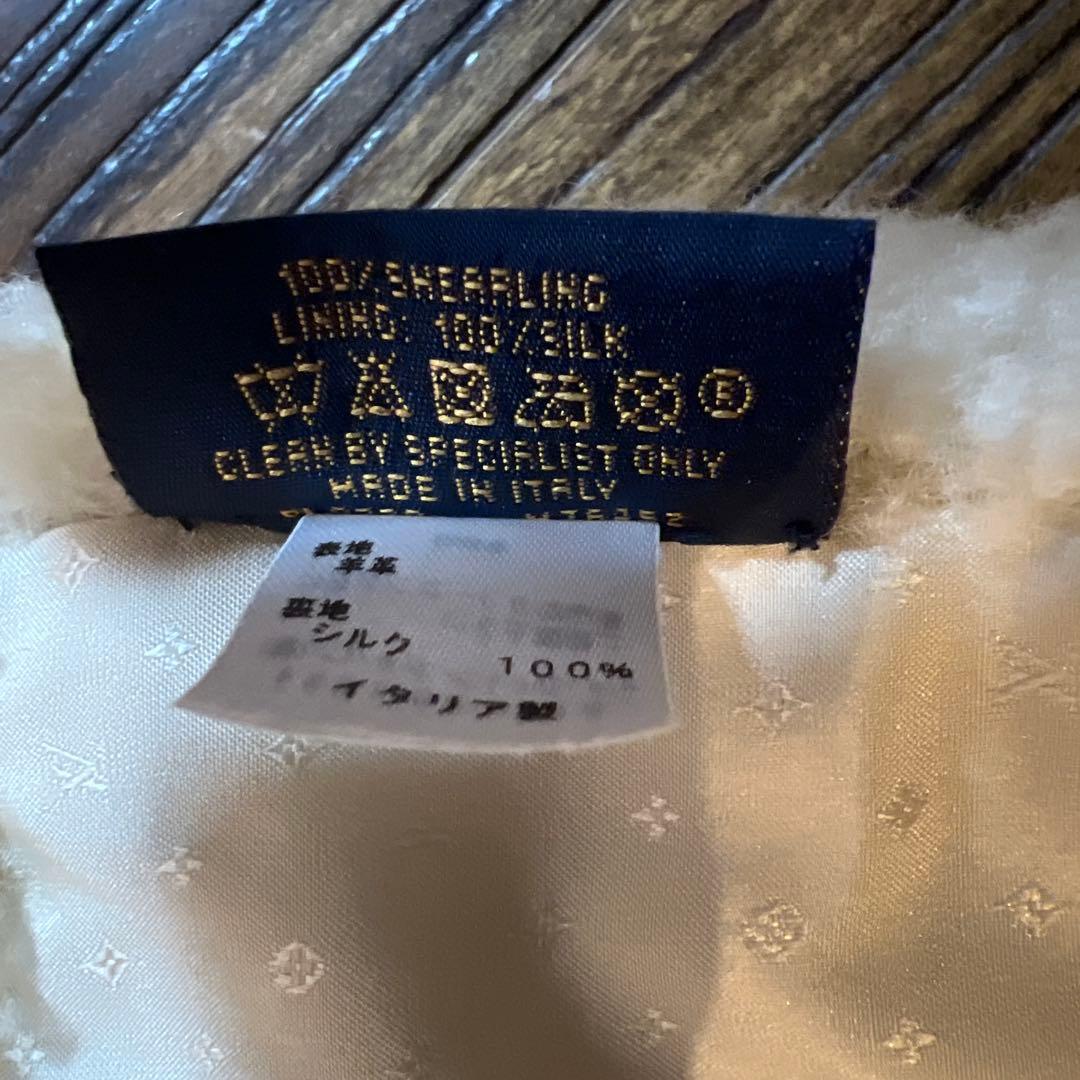 100% SHEARLING
LINING: 100% SILK
CLEAN BY SPECIALIST ONLY
MADE IN ITALY
表地
羊革
裏地
シルク
100%
イタリア製